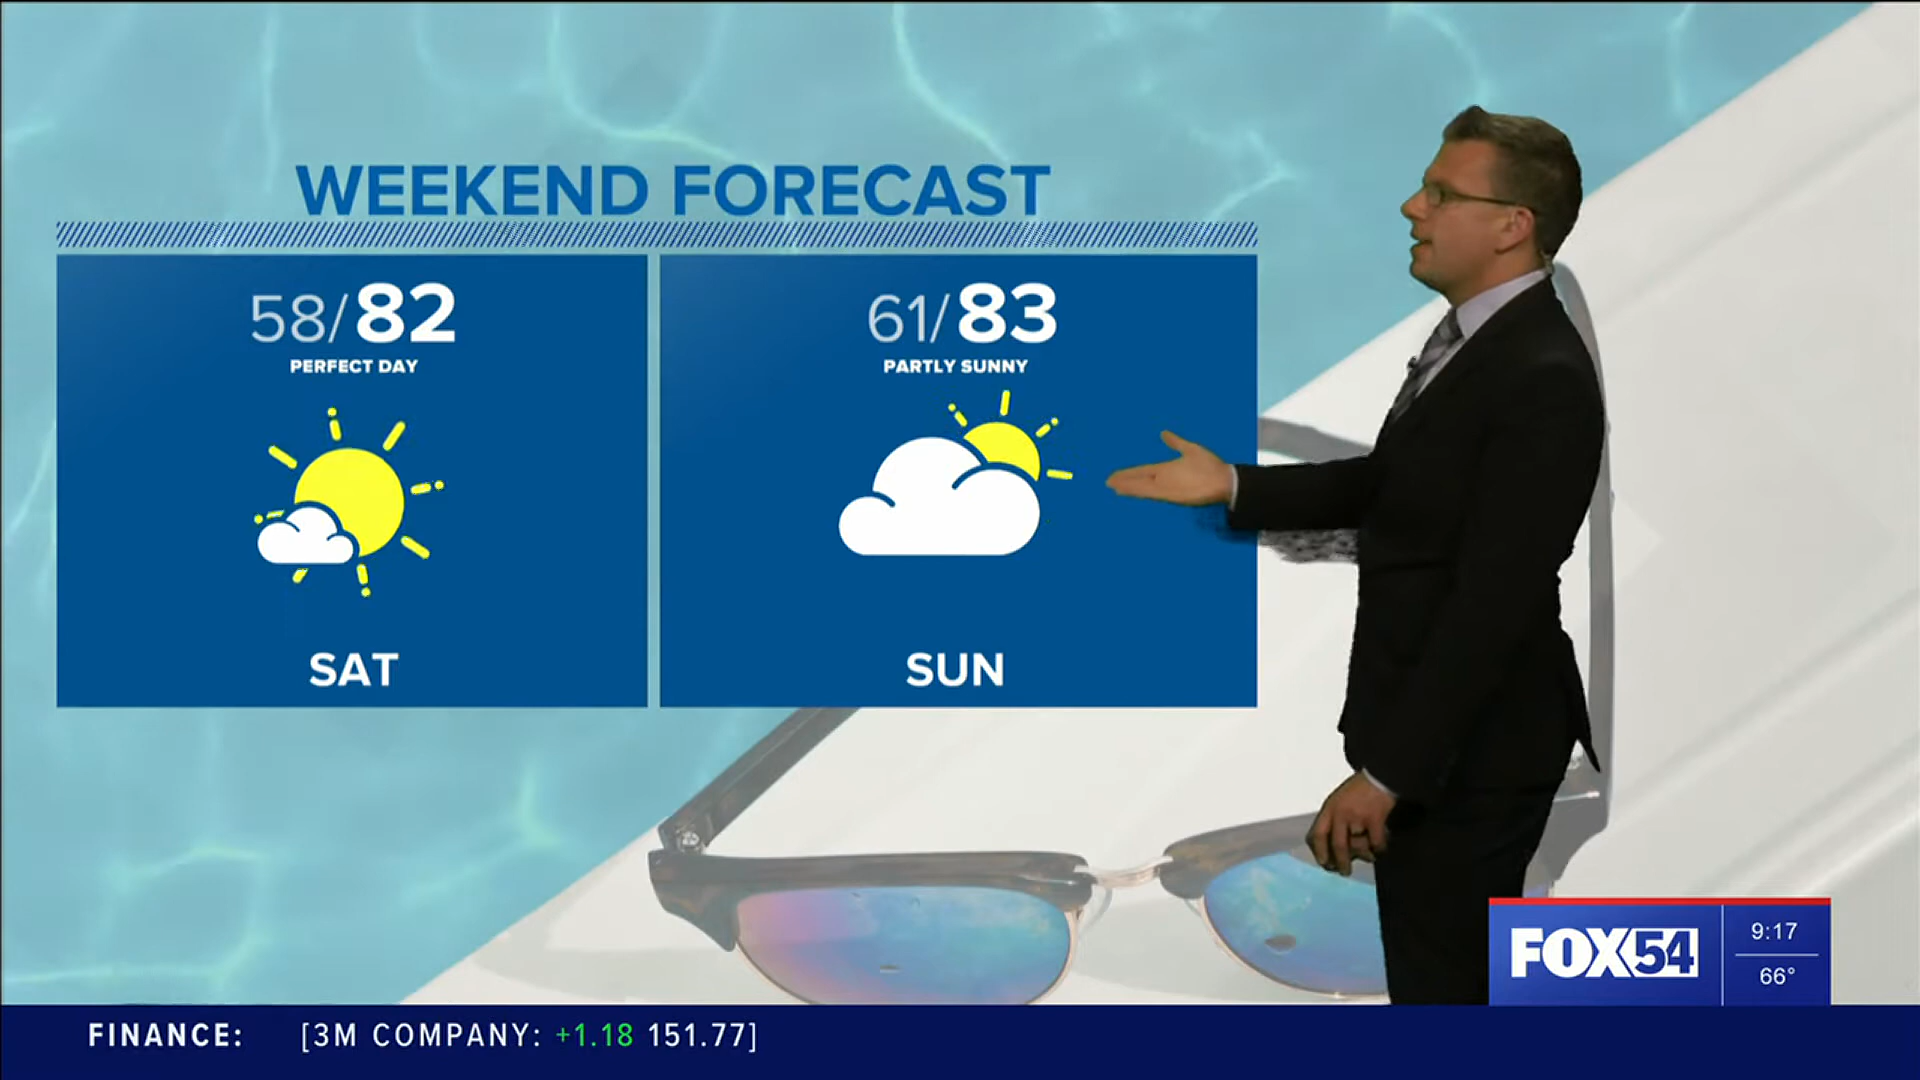 WEEKEND FORECAST
58/82
PERFECT DAY
SAT
61/83
PARTLY SUNNY
SUN
FOX54
9:17
66°
FINANCE: [3M COMPANY: +1.18 151.77]